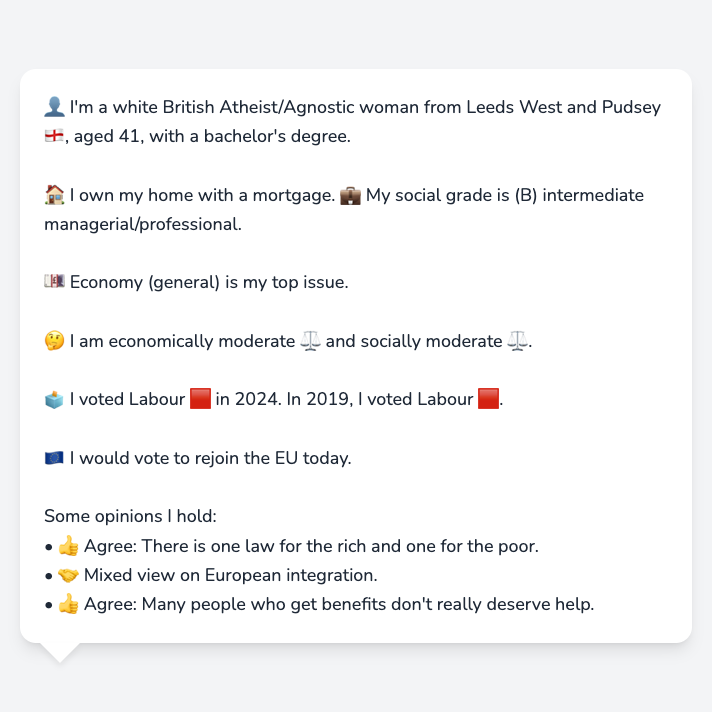 👤 I'm a white British Atheist/Agnostic woman from Leeds West and Pudsey
🏴󠁧󠁢󠁥󠁮󠁧󠁿, aged 41, with a bachelor's degree.
🏠 I own my home with a mortgage. 💼 My social grade is (B) intermediate
managerial/professional.
💷 Economy (general) is my top issue.
🤔 I am economically moderate ⚖️ and socially moderate ⚖️.
🗳️ I voted Labour 🟥 in 2024. In 2019, I voted Labour 🟥.
🇪🇺 I would vote to rejoin the EU today.
Some opinions I hold:
• 👍 Agree: There is one law for the rich and one for the poor.
• 🤝 Mixed view on European integration.
• 👍 Agree: Many people who get benefits don't really deserve help.